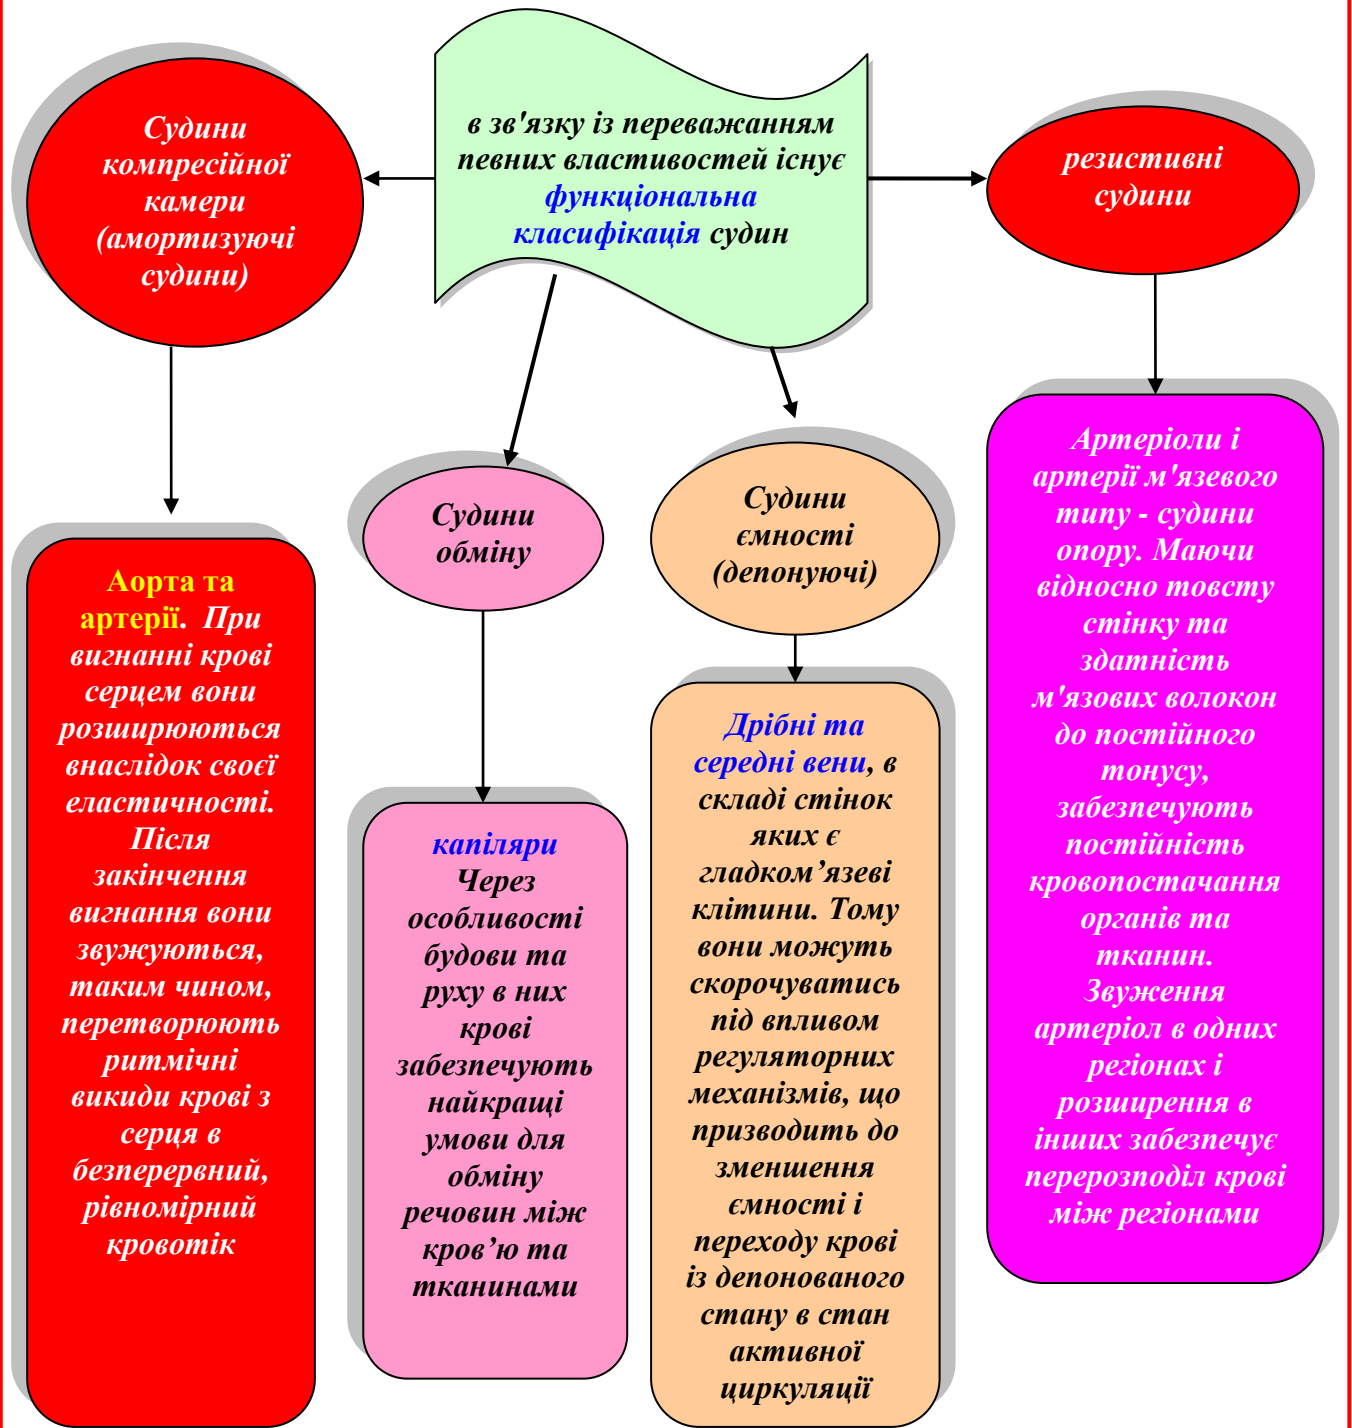 в зв'язку із переважанням
певних властивостей існує
функціональна
класифікація судин
Судини
компресійної
камери
(амортизуючі
судини)
резистивні
судини
Судини
обміну
Судини
ємності
(депонуючі)
Аорта та
артерії. При
вигнанні крові
серцем вони
розширюються
внаслідок своєї
еластичності.
Після
закінчення
вигнання вони
звужуються,
таким чином,
перетворюють
ритмічні
викиди крові з
серця в
безперервний,
рівномірний
кровотік
капіляри
Через
особливості
будови та
руху в них
крові
забезпечують
найкращі
умови для
обміну
речовин між
кров’ю та
тканинами
Дрібні та
середні вени, в
складі стінок
яких є
гладком’язеві
клітини. Тому
вони можуть
скорочуватись
під впливом
регуляторних
механізмів, що
призводить до
зменшення
ємності і
переходу крові
із депонованого
стану в стан
активної
циркуляції
Артеріоли і
артерії м'язевого
типу - судини
опору. Маючи
відносно товсту
стінку та
здатність
м'язових волокон
до постійного
тонусу,
забезпечують
постійність
кровопостачання
органів та
тканин.
Звуження
артеріол в одних
регіонах і
розширення в
інших забезпечує
перерозподіл крові
між регіонами